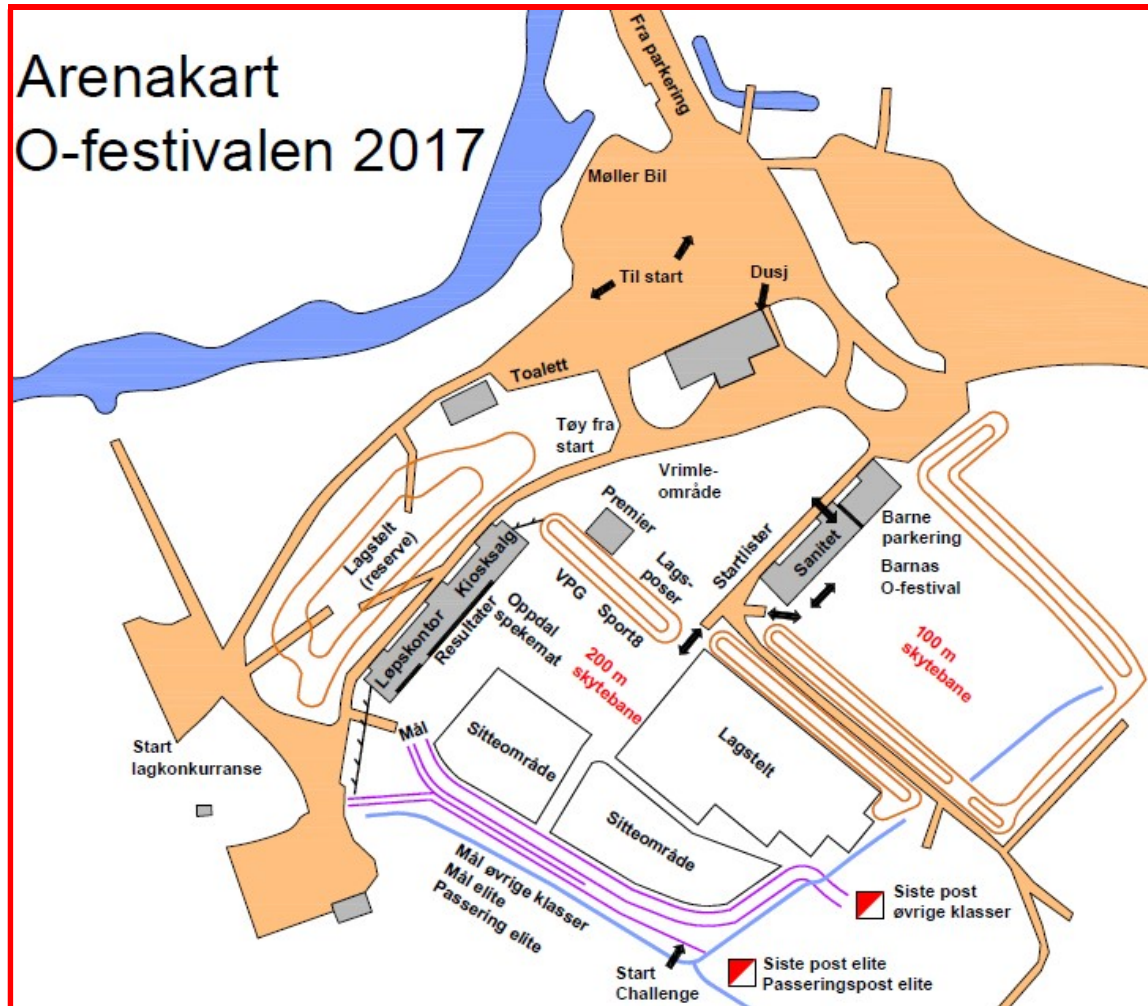 Arenakart
O-festivalen 2017
Fra parkering
Møller Bil
Til start
Dusj
Toalett
Tøy fra
start
Vrimle-
område
Premier
Lags-
poser
Startlister
Sanitet
Barne
parkering
Barnas
O-festival
Lagstelt
(reserve)
Kiosksalg
Løpskontor
Resultater
Oppdal
spekemat
VPG
Sport8
200 m
skytebane
100 m
skytebane
Start
lagkonkurranse
Mål
Sitteområde
Sitteområde
Lagstelt
Mål øvrige klasser
Mål elite
Passering elite
Siste post
øvrige klasser
Start
Challenge
Siste post elite
Passeringspost elite